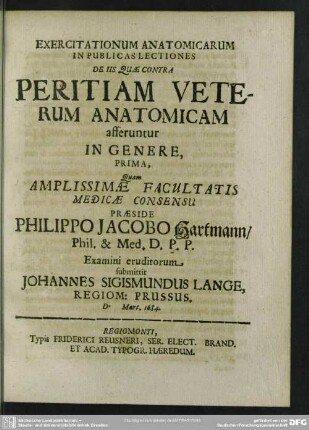 EXERCITATIONUM ANATOMICARUM
IN PUBLICAS LECTIONES
DE IIS QUÆ CONTRA
PERITIAM VETE-
RUM ANATOMICAM
afferuntur
IN GENERE,
PRIMA,
Quam
AMPLISSIMÆ FACULTATIS
MEDICÆ CONSENSU
PRÆSIDE
PHILIPPO JACOBO Hartmann/
Phil. & Med. D. P. P.
Examini eruditorum
submittit
JOHANNES SIGISMUNDUS LANGE,
REGIOM: PRUSSUS.
D. Mart. 1684.
REGIOMONTI,
Typis FRIDERICI REUSNERI, SER. ELECT. BRAND.
ET ACAD. TYPOGR. HÆREDUM.